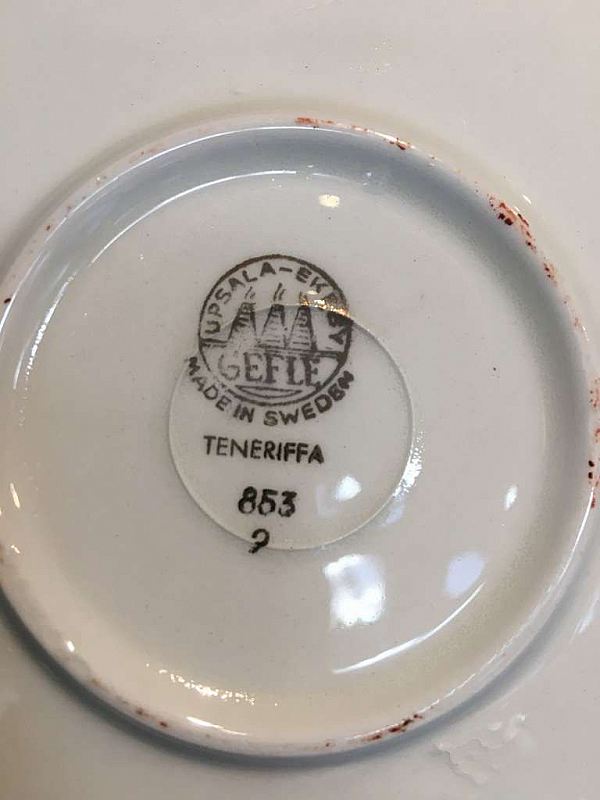 UPSALA-EKEBY
GEFLE
MADE IN SWEDEN
TENERIFFA
853
9